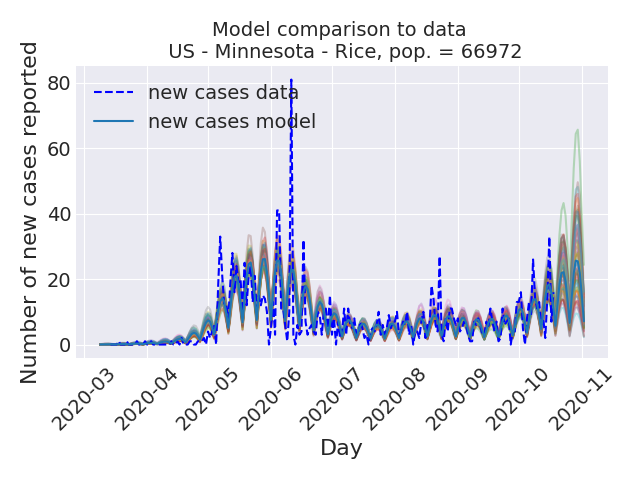 Model comparison to data
US - Minnesota - Rice, pop. = 66972
Number of new cases reported
80
60
40
20
0
new cases data
new cases model
2020-03
2020-04
2020-05
2020-06
2020-07
2020-08
2020-09
2020-10
2020-11
Day